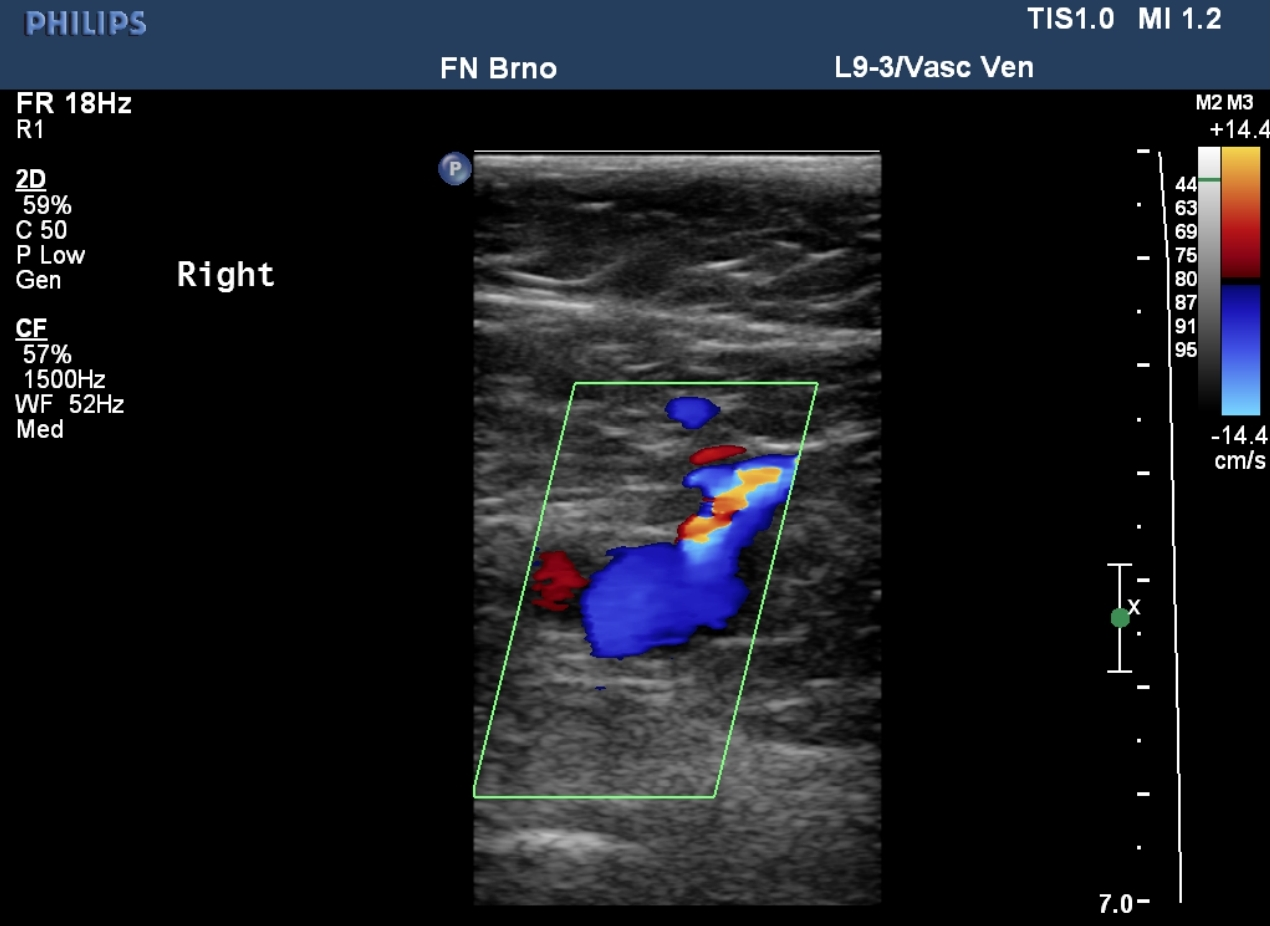 PHILIPS
TIS1.0 MI 1.2
FN Brno
L9-3/Vasc Ven
FR 18Hz
R1
2D
59%
C 50
P Low
Gen
CF
57%
1500Hz
WF 52Hz
Med
Right
P
M2 M3
+14.4
44
63
69
75
80
87
91
95
-14.4
cm/s
x
7.0